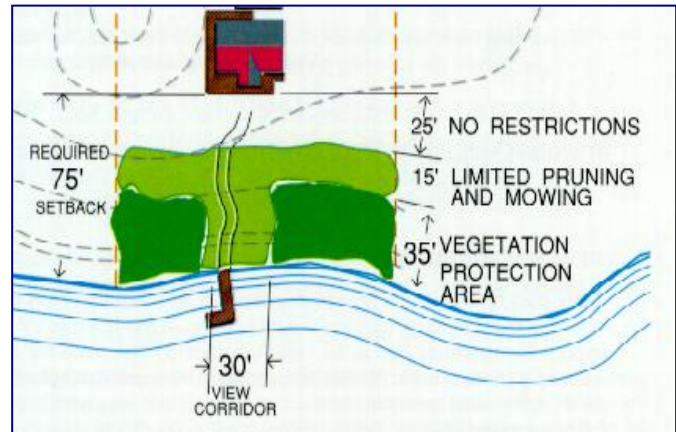 REQUIRED
75'
SETBACK
25' NO RESTRICTIONS
15' LIMITED PRUNING
AND MOWING
35' VEGETATION
PROTECTION
AREA
30'
VIEW
CORRIDOR